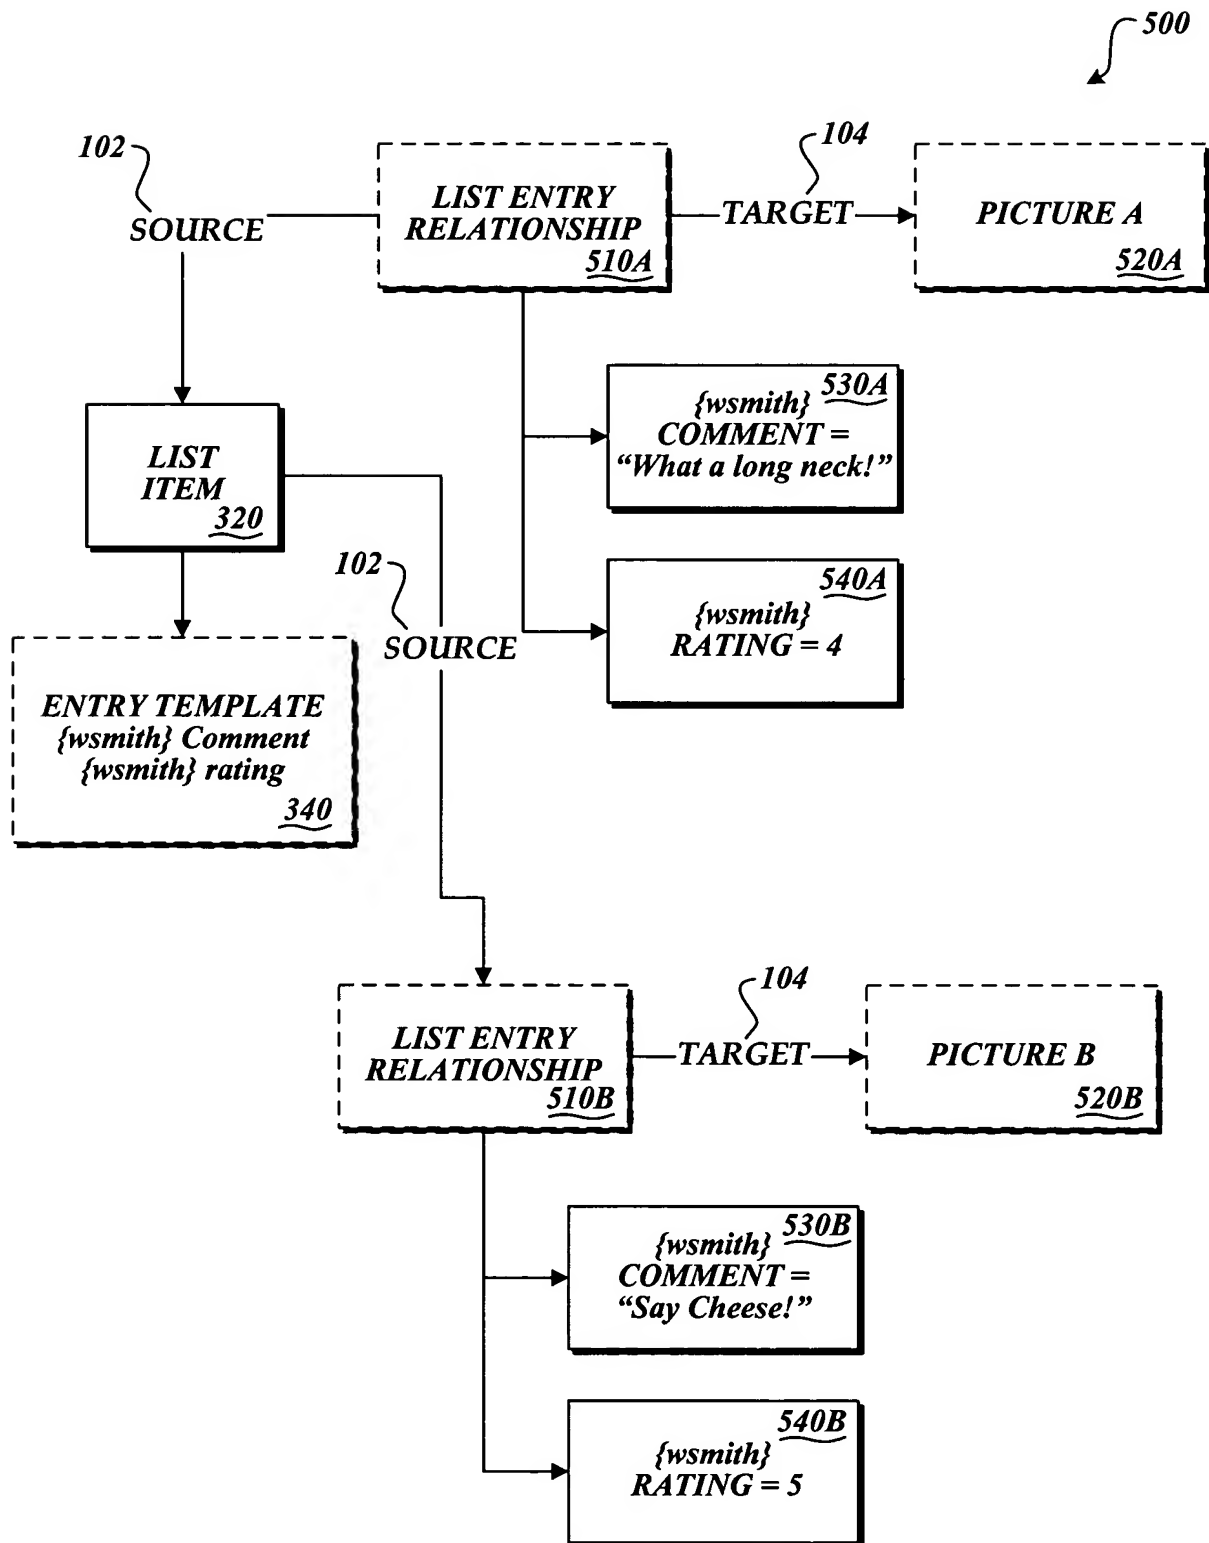 500
102
SOURCE
LIST ENTRY
RELATIONSHIP
510A
104
TARGET
PICTURE A
520A
530A
{wsmith}
COMMENT =
“What a long neck!”
LIST
ITEM
320
540A
{wsmith}
RATING = 4
102
SOURCE
ENTRY TEMPLATE
{wsmith} Comment
{wsmith} rating
340
LIST ENTRY
RELATIONSHIP
510B
104
TARGET
PICTURE B
520B
530B
{wsmith}
COMMENT =
“Say Cheese!”
540B
{wsmith}
RATING = 5